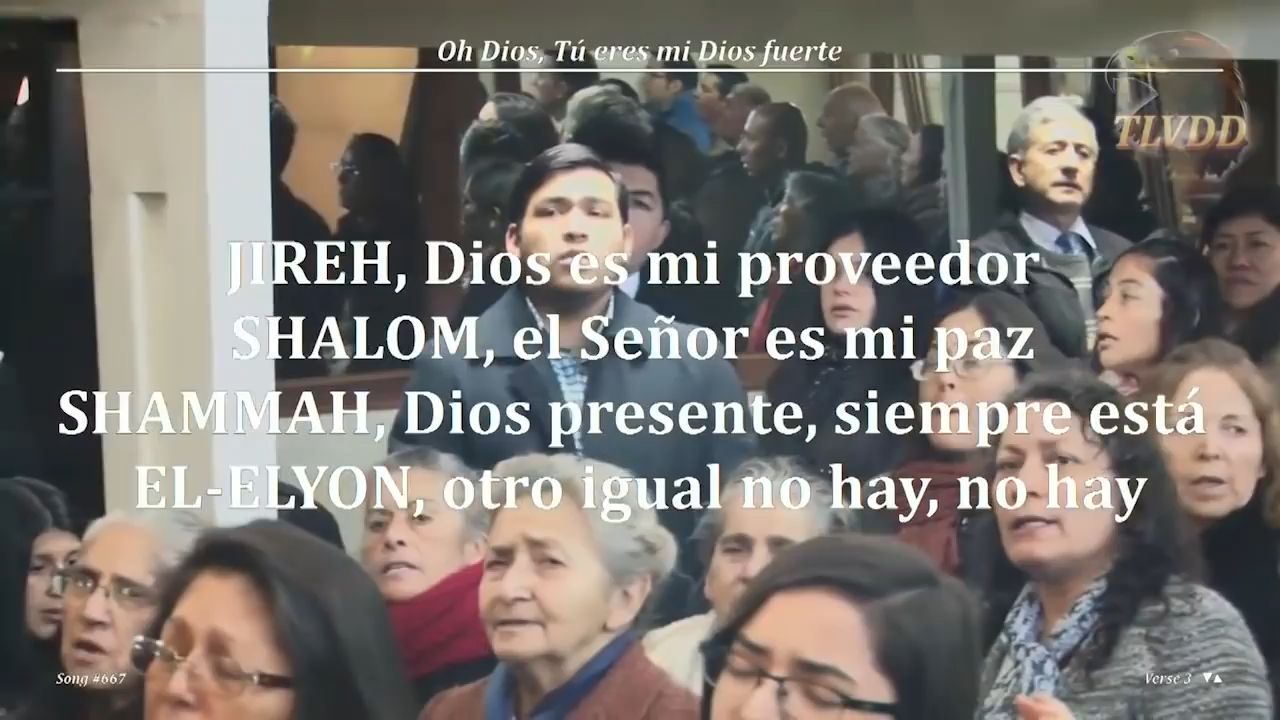 Oh Dios, Tú eres mi Dios fuerte
TLVDD
JIREH, Dios es mi proveedor
SHALOM, el Señor es mi paz
SHAMMAH, Dios presente, siempre está
EL-ELYON, otro igual no hay, no hay
Song #667
Verse 3 ▼▲